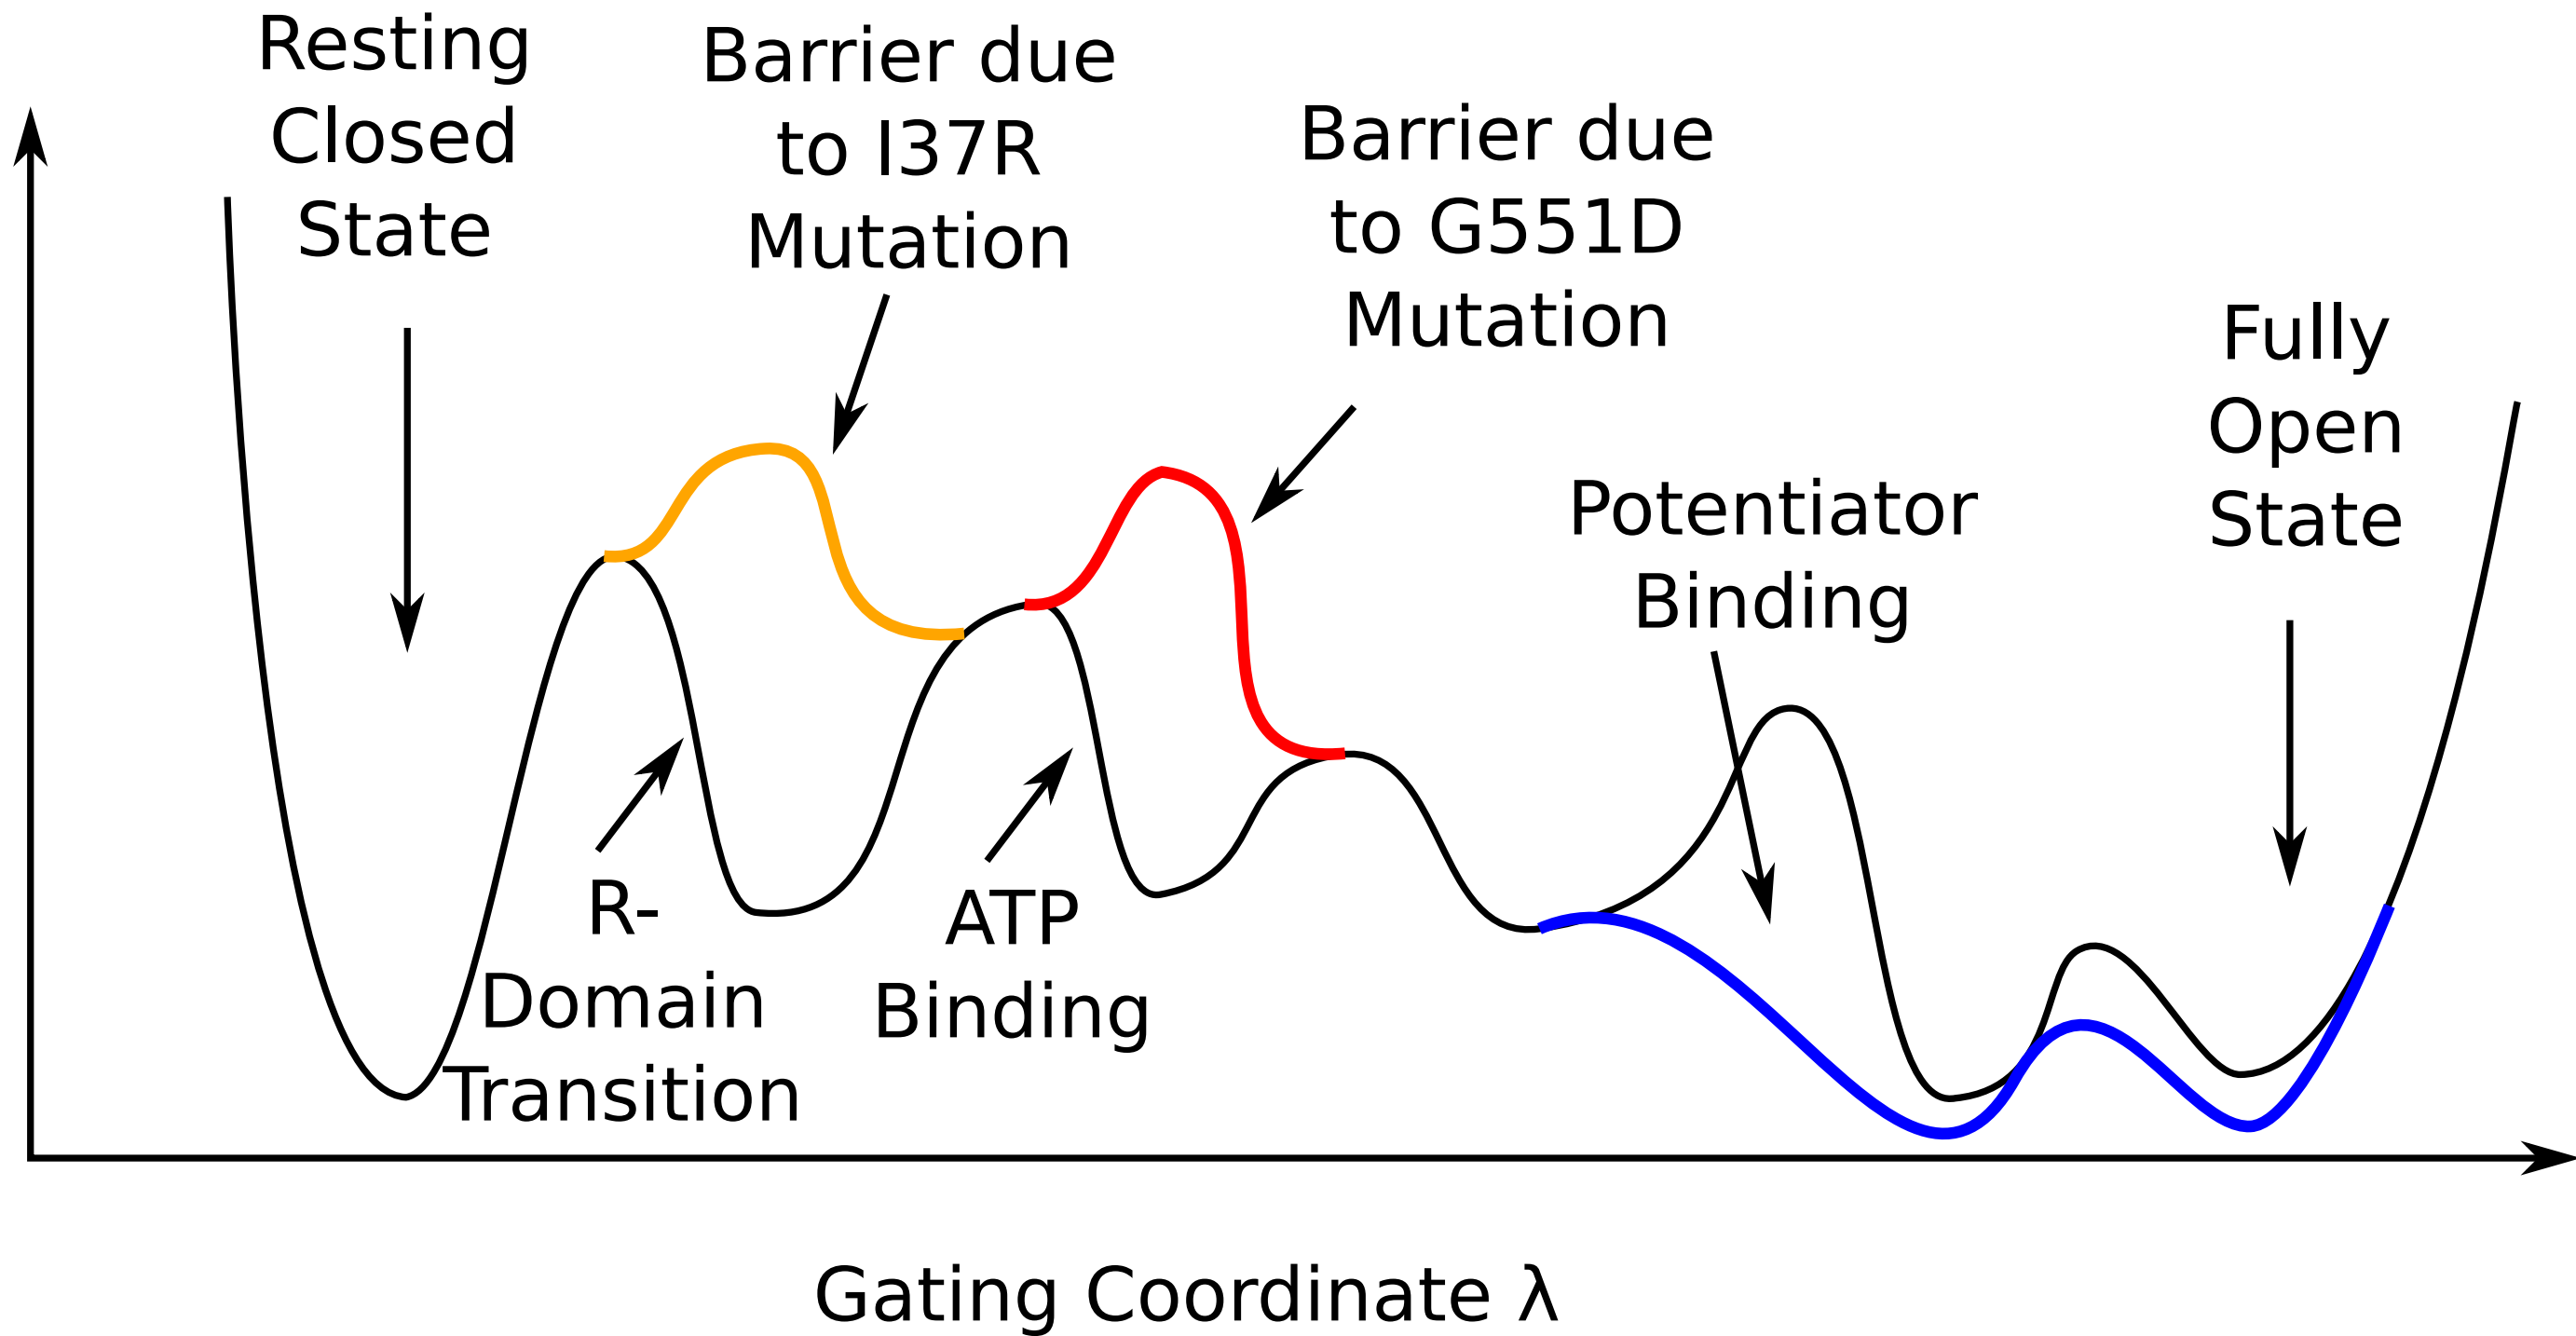 Resting
Closed
State
Barrier due
to I37R
Mutation
Barrier due
to G551D
Mutation
Fully
Open
State
Potentiator
Binding
R-
Domain
Transition
ATP
Binding
Gating Coordinate λ